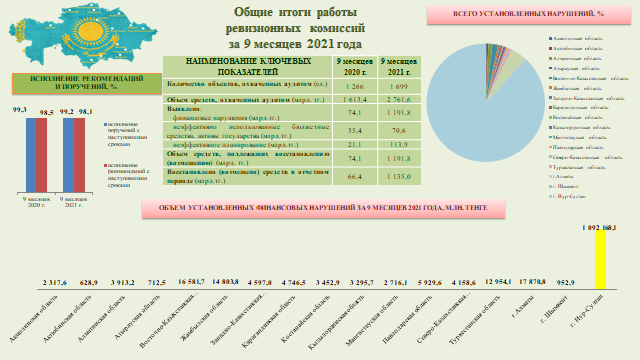 Общие итоги работы
ревизионных комиссий
за 9 месяцев 2021 года
ВСЕГО УСТАНОВЛЕННЫХ НАРУШЕНИЙ, %
ИСПОЛНЕНИЕ РЕКОМЕНДАЦИЙ
И ПОРУЧЕНИЙ, %
99,3
98,5
99,2
98,1
9 месяцев
2020 г.
9 месяцев
2021 г.
исполнение
поручений с
наступившими
сроками
исполнение
рекомендаций с
наступившими
сроками
НАИМЕНОВАНИЕ КЛЮЧЕВЫХ
ПОКАЗАТЕЛЕЙ
9 месяцев
2020 г.
9 месяцев
2021 г.
Количество объектов, охваченных аудитом (ед.)
1 266
1 699
Объем средств, охваченных аудитом (млрд. тг.)
1 613,4
2 761,6
Выявлено:
финансовые нарушения (млрд.тг.)
74,1
1 191,8
неэффективно использованные бюджетные
средства, активы государства (млрд. тг.)
35,4
70,6
неэффективное планирование (млрд. тг.)
21,1
113,9
Объем средств, подлежащих восстановлению
(возмещению) (млрд. тг.)
74,1
1 191,8
Восстановлено (возмещено) средств в отчетном
периоде (млрд.тг.)
66,4
1 155,0
Акмолинская область
Актюбинская область
Алматинская область
Атырауская область
Восточно-Казахстанская область
Жамбылская область
Западно-Казахстанская область
Карагандинская область
Костанайская область
Кызылординская область
Мангистауская область
Павлодарская область
Северо-Казахстанская область
Туркестанская область
г.Алматы
г. Шымкент
г. Нур-Султан
ОБЪЕМ УСТАНОВЛЕННЫХ ФИНАНСОВЫХ НАРУШЕНИЙ ЗА 9 МЕСЯЦЕВ 2021 ГОДА, МЛН. ТЕНГЕ
2 317,6
628,9
3 913,2
712,5
16 581,7
14 803,8
4 597,0
4 746,5
3 452,9
3 295,7
2 716,1
5 929,6
4 158,6
12 954,1
17 870,8
952,9
1 092 168,1
Акмолинская область
Актюбинская область
Алматинская область
Атырауская область
Восточно-Казахстанская…
Жамбылская область
Западно-Казахстанская…
Карагандинская область
Костанайская область
Кызылординская область
Мангистауская область
Павлодарская область
Северо-Казахстанская…
Туркестанская область
г.Алматы
г. Шымкент
г. Нур-Султан